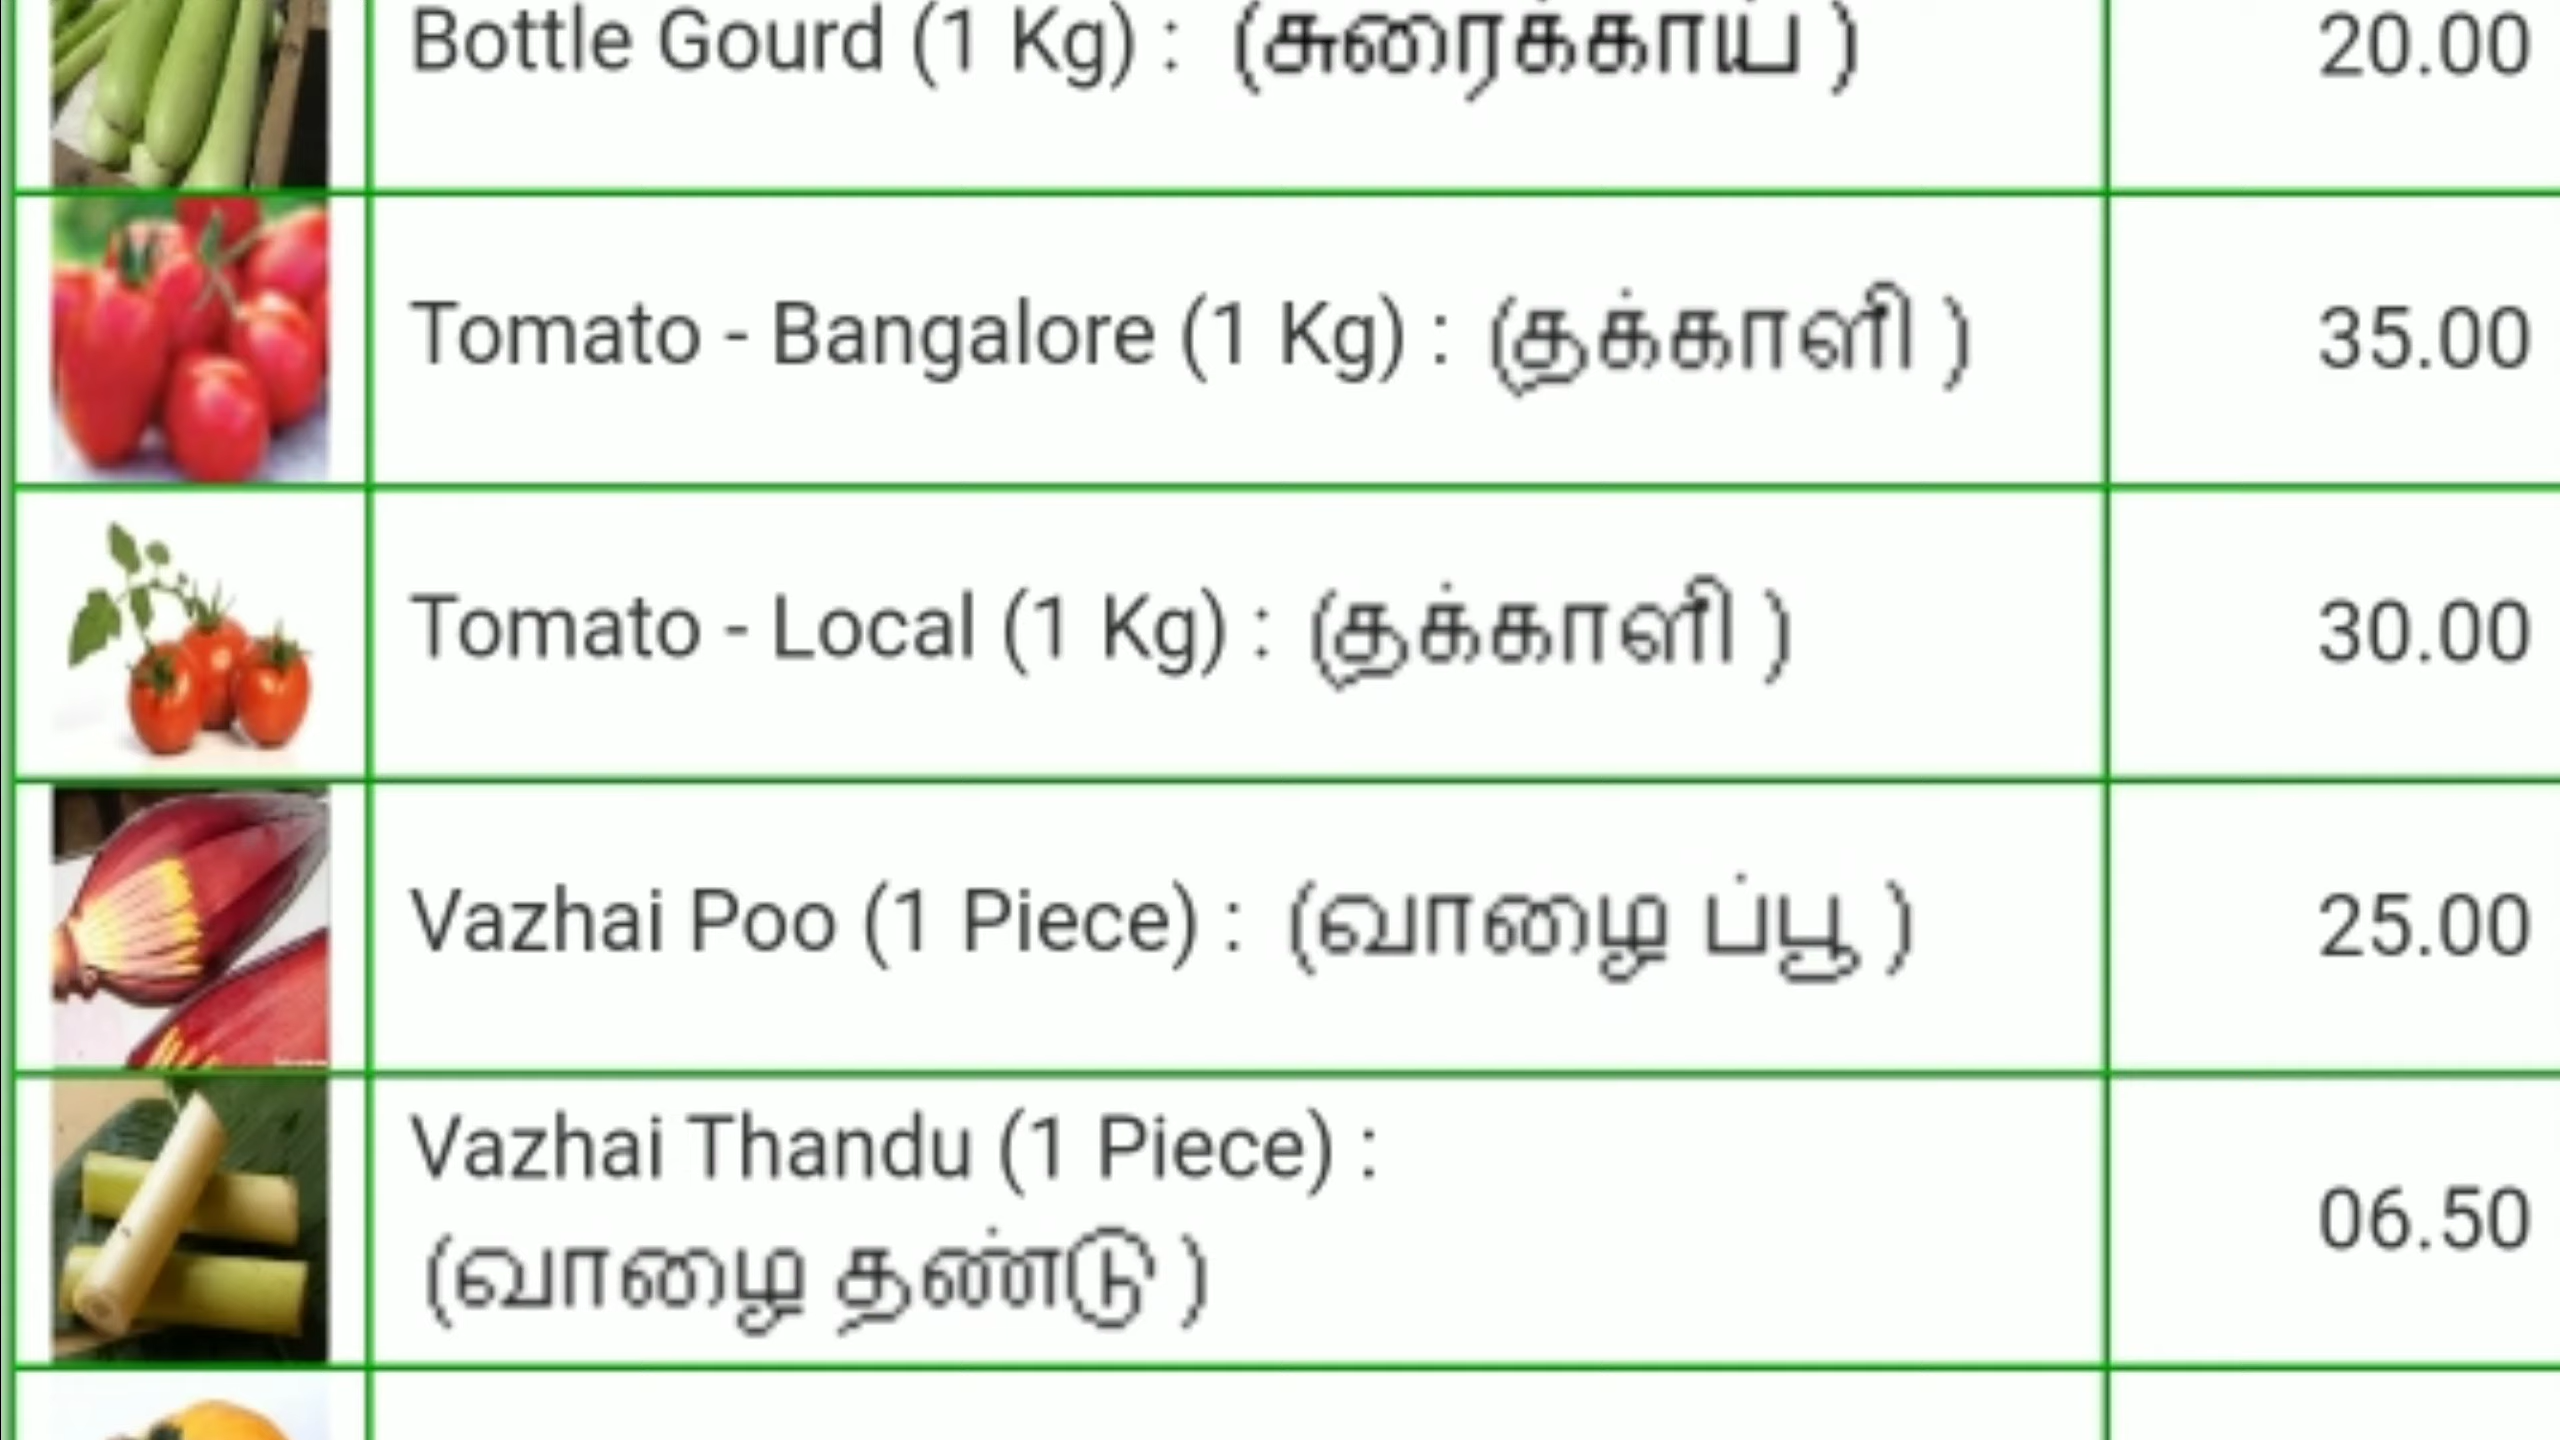 Bottle Gourd (1 Kg) : (சுரைக்காய் ) 20.00
Tomato - Bangalore (1 Kg) : (தக்காளி ) 35.00
Tomato - Local (1 Kg) : (தக்காளி ) 30.00
Vazhai Poo (1 Piece) : (வாழை ப்பூ ) 25.00
Vazhai Thandu (1 Piece) :
(வாழை தண்டு ) 06.50